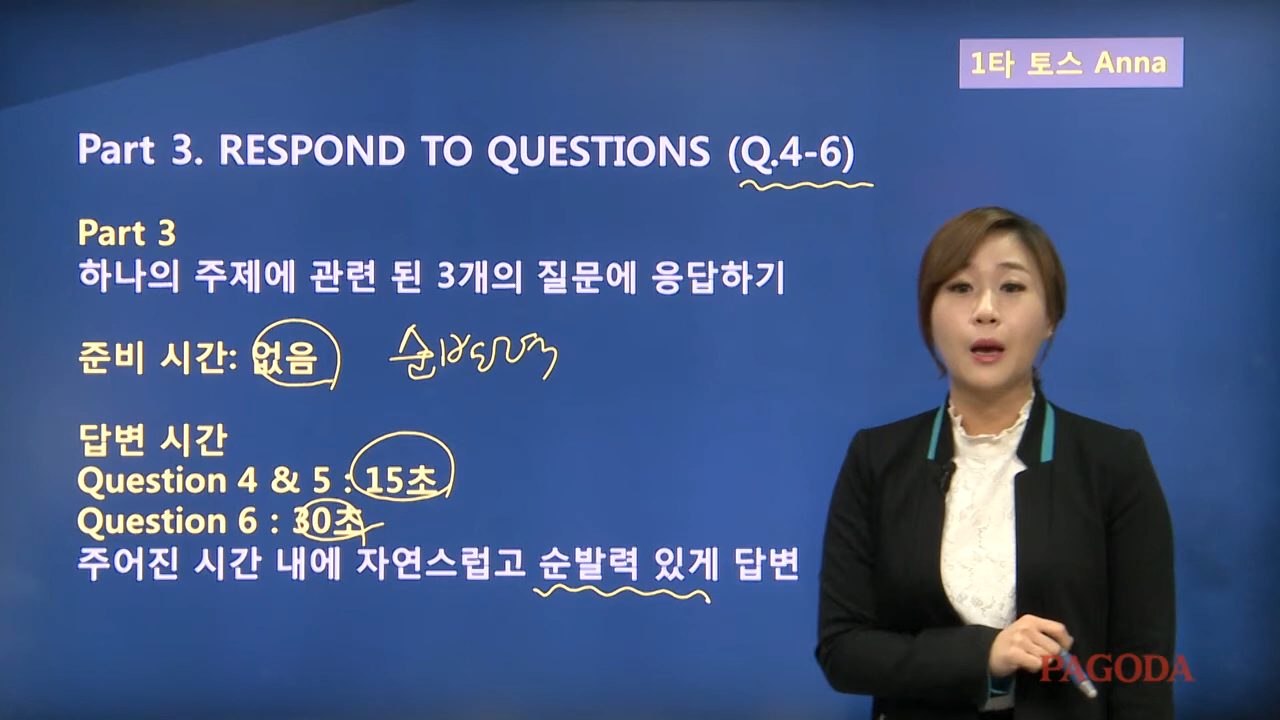 1타 토스 Anna
Part 3. RESPOND TO QUESTIONS (Q.4-6)
Part 3
하나의 주제에 관련 된 3개의 질문에 응답하기
준비 시간: 없음 순발력
답변 시간
Question 4 & 5 : 15초
Question 6 : 30초
주어진 시간 내에 자연스럽고 순발력 있게 답변
PAGODA